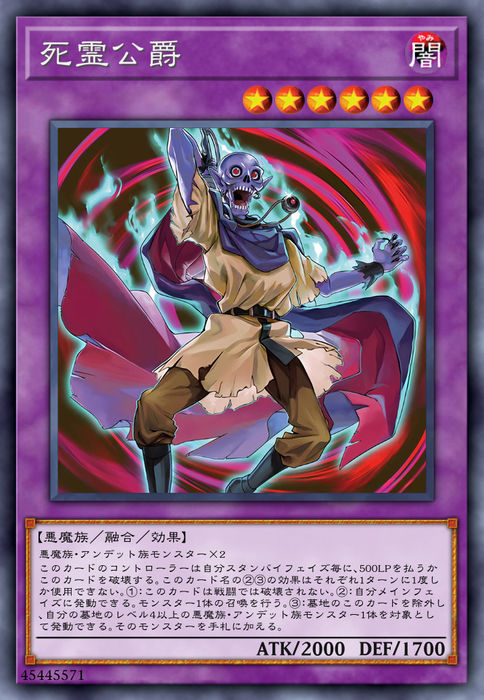 死霊公爵
やみ
闇
【悪魔族／融合／効果】
悪魔族・アンデット族モンスター×2
このカードのコントローラーは自分スタンバイフェイズ毎に、500LPを払うか
このカードを破壊する。このカード名の②③の効果はそれぞれ1ターンに1度し
か使用できない。①：このカードは戦闘では破壊されない。②：自分メインフェ
イズに発動できる。モンスター1体の召喚を行う。③：墓地のこのカードを除外し
、自分の墓地のレベル4以上の悪魔族・アンデット族モンスター1体を対象とし
て発動できる。そのモンスターを手札に加える。
ATK/2000 DEF/1700
45445571